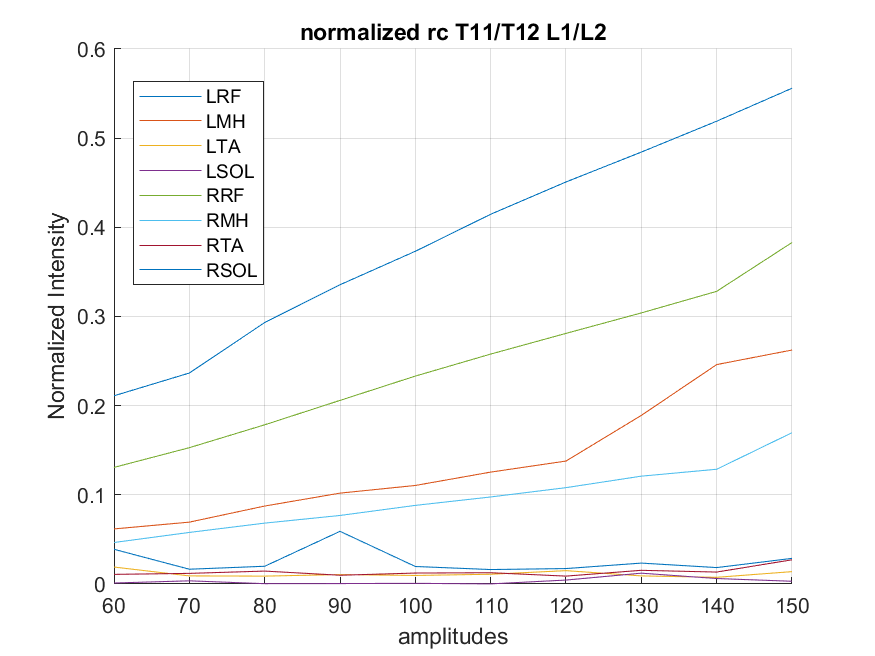 normalized rc T11/T12 L1/L2
0.6
0.5
0.4
0.3
0.2
0.1
0
Normalized Intensity
LRF
LMH
LTA
LSOL
RRF
RMH
RTA
RSOL
60 70 80 90 100 110 120 130 140 150
amplitudes